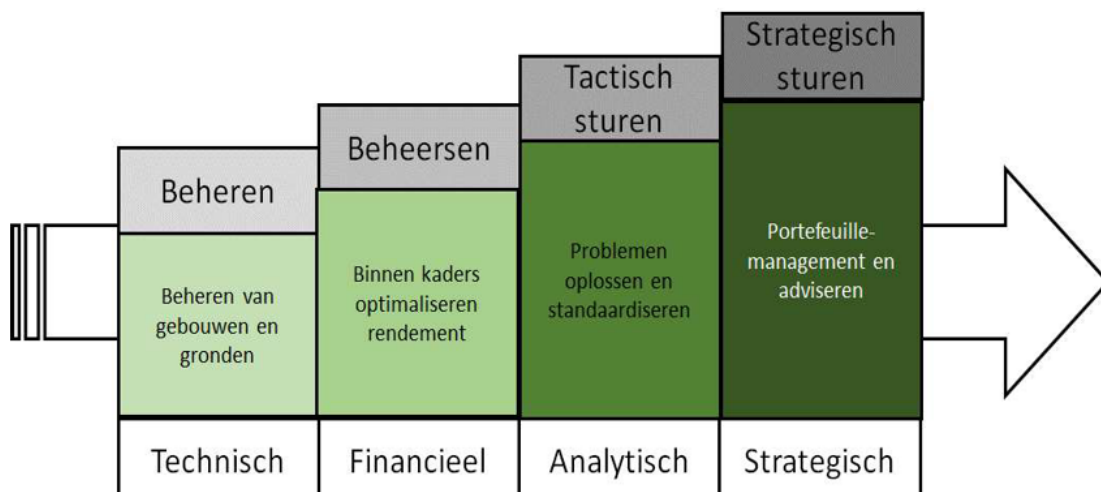 Beheren
Beheren van
gebouwen en
gronden
Technisch
Beheersen
Binnen kaders
optimaliseren
rendement
Financieel
Tactisch
sturen
Problemen
oplossen en
standaardiseren
Analytisch
Strategisch
sturen
Portefeuille-
management en
adviseren
Strategisch